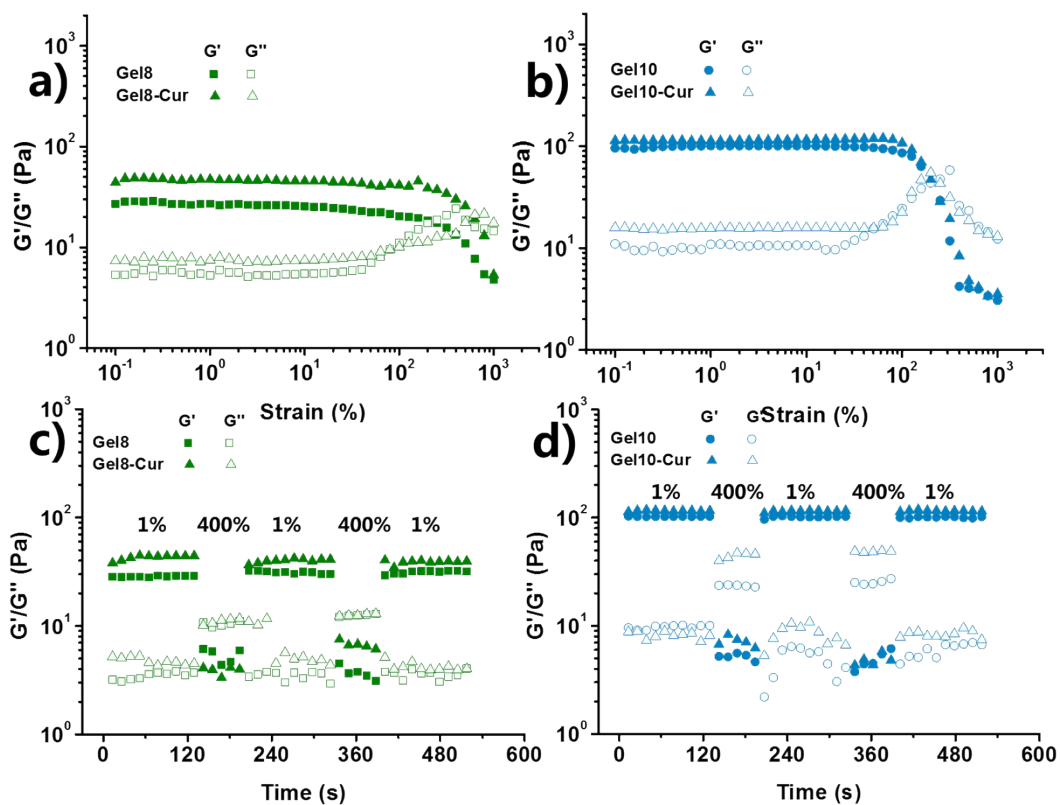 a)
G' G"
Gel8
Gel8-Cur
G'/G" (Pa)
10³
10²
10¹
10⁰
10⁻¹ 10⁰ 10¹ 10² 10³
Strain (%)
b)
G' G"
Gel10
Gel10-Cur
10³
10²
10¹
10⁰
10⁻¹ 10⁰ 10¹ 10² 10³
Strain (%)
c)
G' G"
Gel8
Gel8-Cur
1% 400% 1% 400% 1%
G'/G" (Pa)
10³
10²
10¹
10⁰
0 120 240 360 480 600
Time (s)
d)
G'
Gel10
Gel10-Cur
1% 400% 1% 400% 1%
G'/G" (Pa)
10³
10²
10¹
10⁰
0 120 240 360 480 600
Time (s)